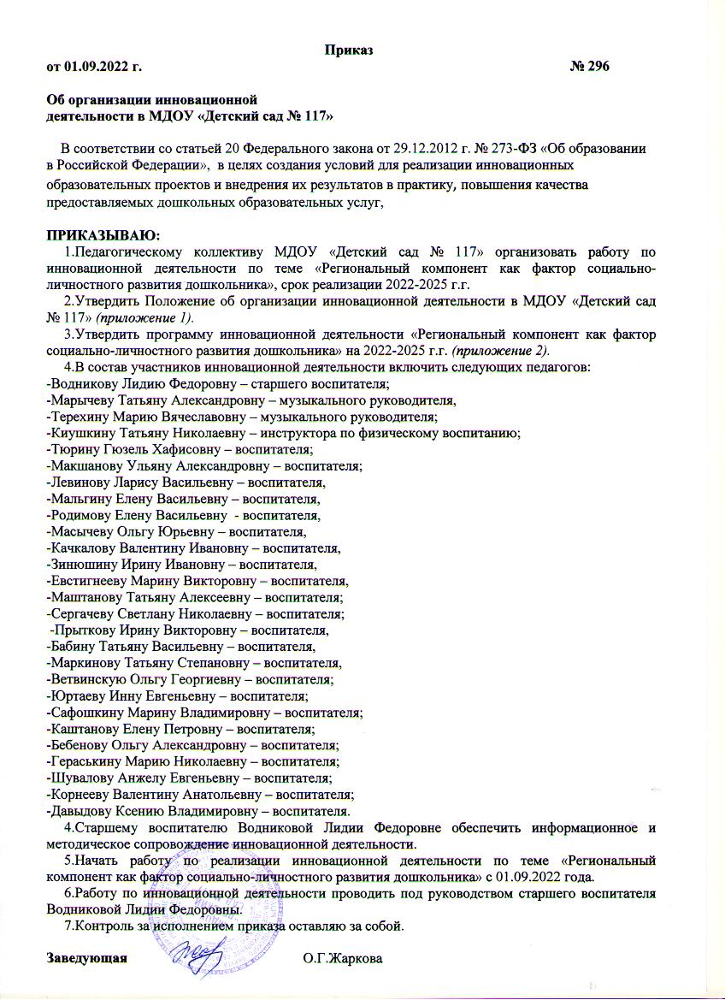 Приказ
от 01.09.2022 г. № 296
Об организации инновационной
деятельности в МДОУ «Детский сад № 117»
В соответствии со статьей 20 Федерального закона от 29.12.2012 г. № 273-ФЗ «Об образовании
в Российской Федерации», в целях создания условий для реализации инновационных
образовательных проектов и внедрения их результатов в практику, повышения качества
предоставляемых дошкольных образовательных услуг,
ПРИКАЗЫВАЮ:
1.Педагогическому коллективу МДОУ «Детский сад № 117» организовать работу по
инновационной деятельности по теме «Региональный компонент как фактор социально-
личностного развития дошкольника», срок реализации 2022-2025 г.г.
2.Утвердить Положение об организации инновационной деятельности в МДОУ «Детский сад
№ 117» (приложение 1).
3.Утвердить программу инновационной деятельности «Региональный компонент как фактор
социально-личностного развития дошкольника» на 2022-2025 г.г. (приложение 2).
4.В состав участников инновационной деятельности включить следующих педагогов:
-Водникову Лидию Федоровну – старшего воспитателя;
-Марычеву Татьяну Александровну – музыкального руководителя,
-Терехину Марию Вячеславовну – музыкального руководителя;
-Киушкину Татьяну Николаевну – инструктора по физическому воспитанию;
-Тюрину Гюзель Хафисовну – воспитателя;
-Макшанову Ульяну Александровну – воспитателя;
-Левинову Ларису Васильевну – воспитателя,
-Мальгину Елену Васильевну – воспитателя,
-Родимову Елену Васильевну - воспитателя,
-Масычеву Ольгу Юрьевну – воспитателя,
-Качкалову Валентину Ивановну – воспитателя,
-Зинюшину Ирину Ивановну – воспитателя,
-Евстигнееву Марину Викторовну – воспитателя,
-Маштанову Татьяну Алексеевну – воспитателя;
-Сергачеву Светлану Николаевну – воспитателя;
-Прыткову Ирину Викторовну – воспитателя,
-Бабину Татьяну Васильевну – воспитателя,
-Маркинову Татьяну Степановну – воспитателя,
-Ветвинскую Ольгу Георгиевну – воспитателя;
-Юртаеву Инну Евгеньевну – воспитателя;
-Сафошкину Марину Владимировну – воспитателя;
-Каштанову Елену Петровну – воспитателя;
-Бебенову Ольгу Александровну – воспитателя;
-Гераськину Марию Николаевну – воспитателя;
-Шувалову Анжелу Евгеньевну – воспитателя;
-Корнееву Валентину Анатольевну – воспитателя;
-Давыдову Ксению Владимировну – воспитателя.
4.Старшему воспитателю Водниковой Лидии Федоровне обеспечить информационное и
методическое сопровождение инновационной деятельности.
5.Начать работу по реализации инновационной деятельности по теме «Региональный
компонент как фактор социально-личностного развития дошкольника» с 01.09.2022 года.
6.Работу по инновационной деятельности проводить под руководством старшего воспитателя
Водниковой Лидии Федоровны.
7.Контроль за исполнением приказа оставляю за собой.
Заведующая О.Г.Жаркова